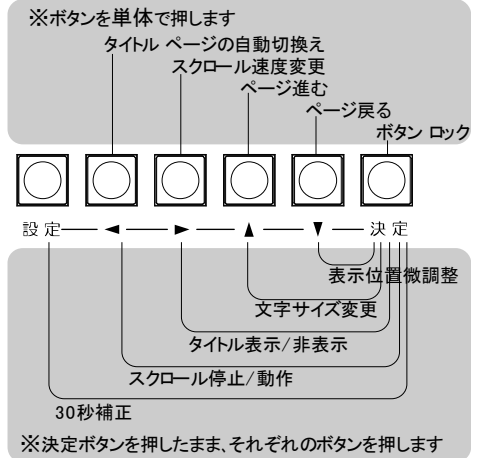 ※ボタンを単体で押します
タイトル ページの自動切換え
スクロール速度変更
ページ進む
ページ戻る
ボタン ロック
設定 ◄ ► ▲ ▼ 決定
表示位置微調整
文字サイズ変更
タイトル表示/非表示
スクロール停止/動作
30秒補正
※決定ボタンを押したまま、それぞれのボタンを押します